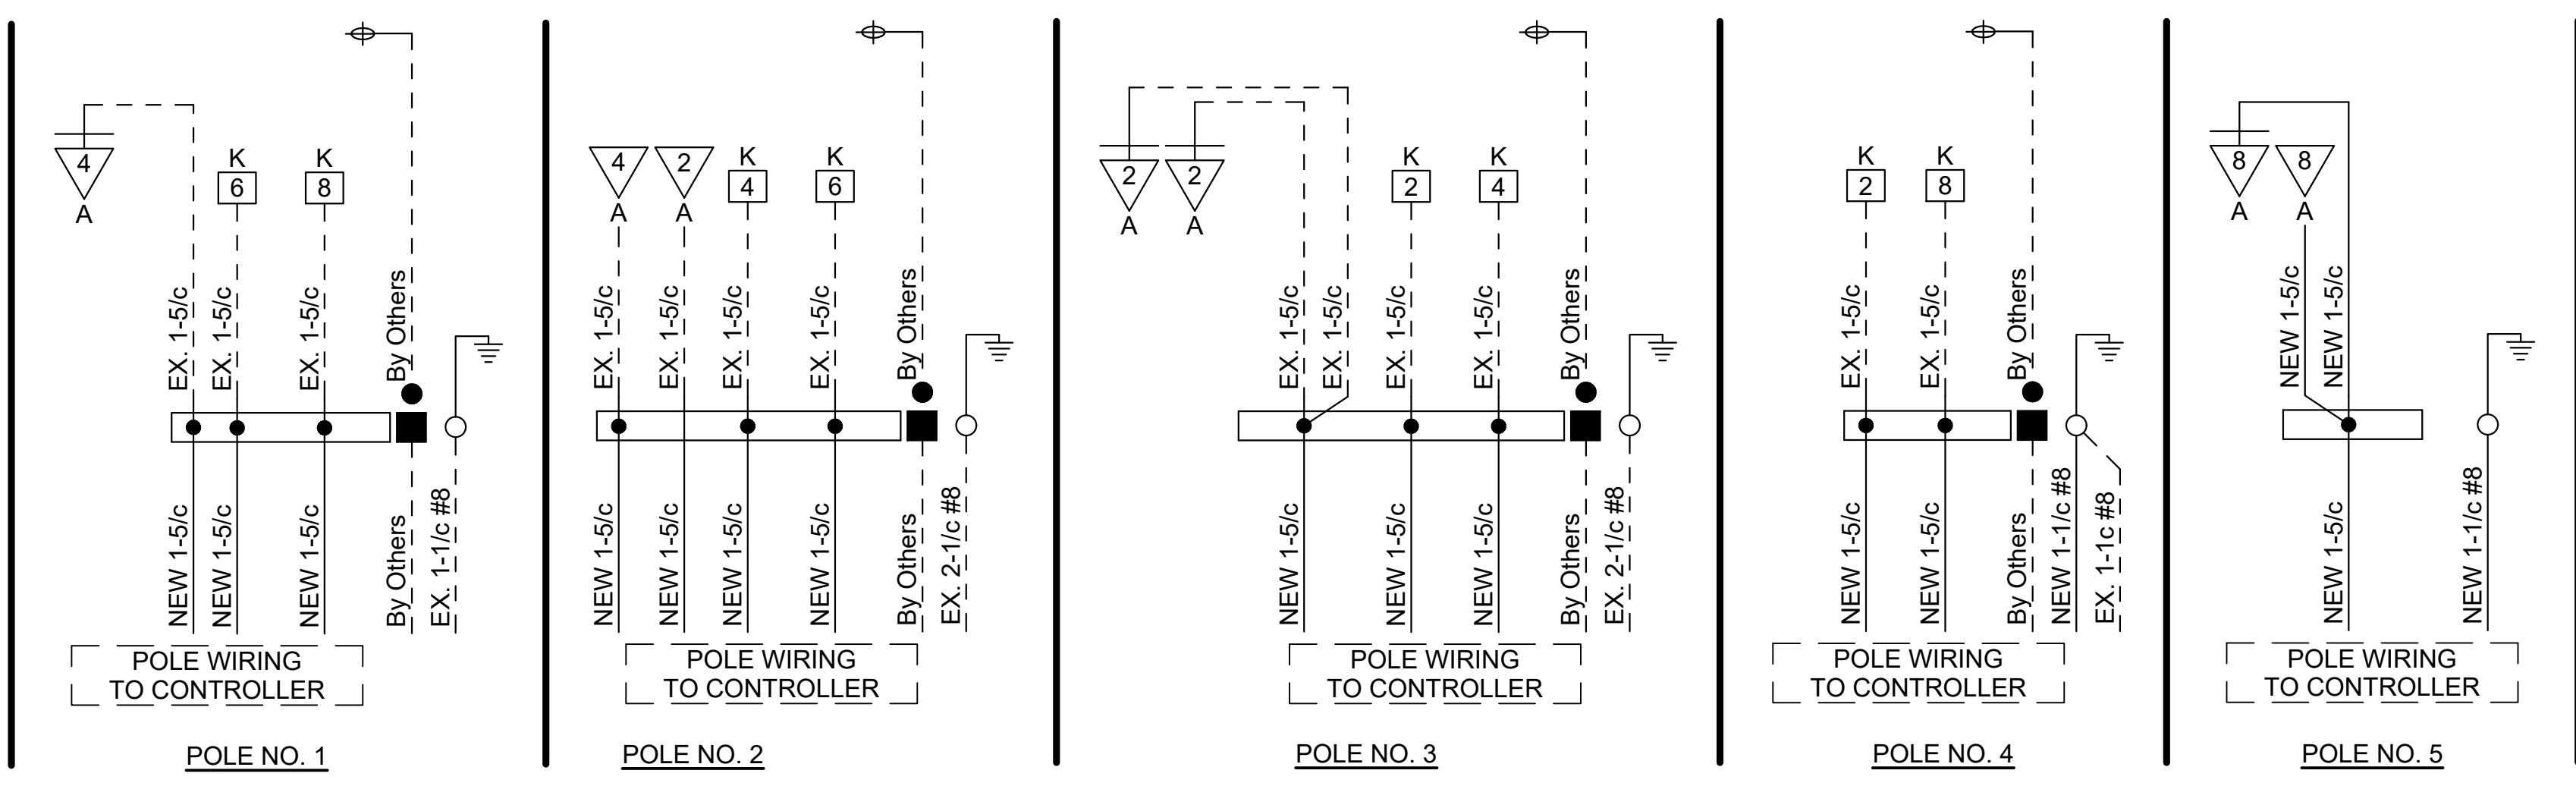 4
A
K
6
K
8
EX. 1-5/c
EX. 1-5/c
EX. 1-5/c
By Others
NEW 1-5/c
NEW 1-5/c
NEW 1-5/c
By Others
EX. 1-1/c #8
POLE WIRING
TO CONTROLLER
POLE NO. 1
4
A
2
A
K
4
K
6
EX. 1-5/c
EX. 1-5/c
EX. 1-5/c
EX. 1-5/c
By Others
NEW 1-5/c
NEW 1-5/c
NEW 1-5/c
NEW 1-5/c
By Others
EX. 2-1/c #8
POLE WIRING
TO CONTROLLER
POLE NO. 2
2
A
2
A
K
2
K
4
EX. 1-5/c
EX. 1-5/c
EX. 1-5/c
EX. 1-5/c
By Others
NEW 1-5/c
NEW 1-5/c
NEW 1-5/c
By Others
EX. 2-1/c #8
POLE WIRING
TO CONTROLLER
POLE NO. 3
K
2
K
8
EX. 1-5/c
EX. 1-5/c
By Others
NEW 1-5/c
NEW 1-5/c
By Others
NEW 1-1/c #8
EX. 1-1c #8
POLE WIRING
TO CONTROLLER
POLE NO. 4
8
A
8
A
NEW 1-5/c
NEW 1-5/c
NEW 1-5/c
NEW 1-1/c #8
POLE WIRING
TO CONTROLLER
POLE NO. 5